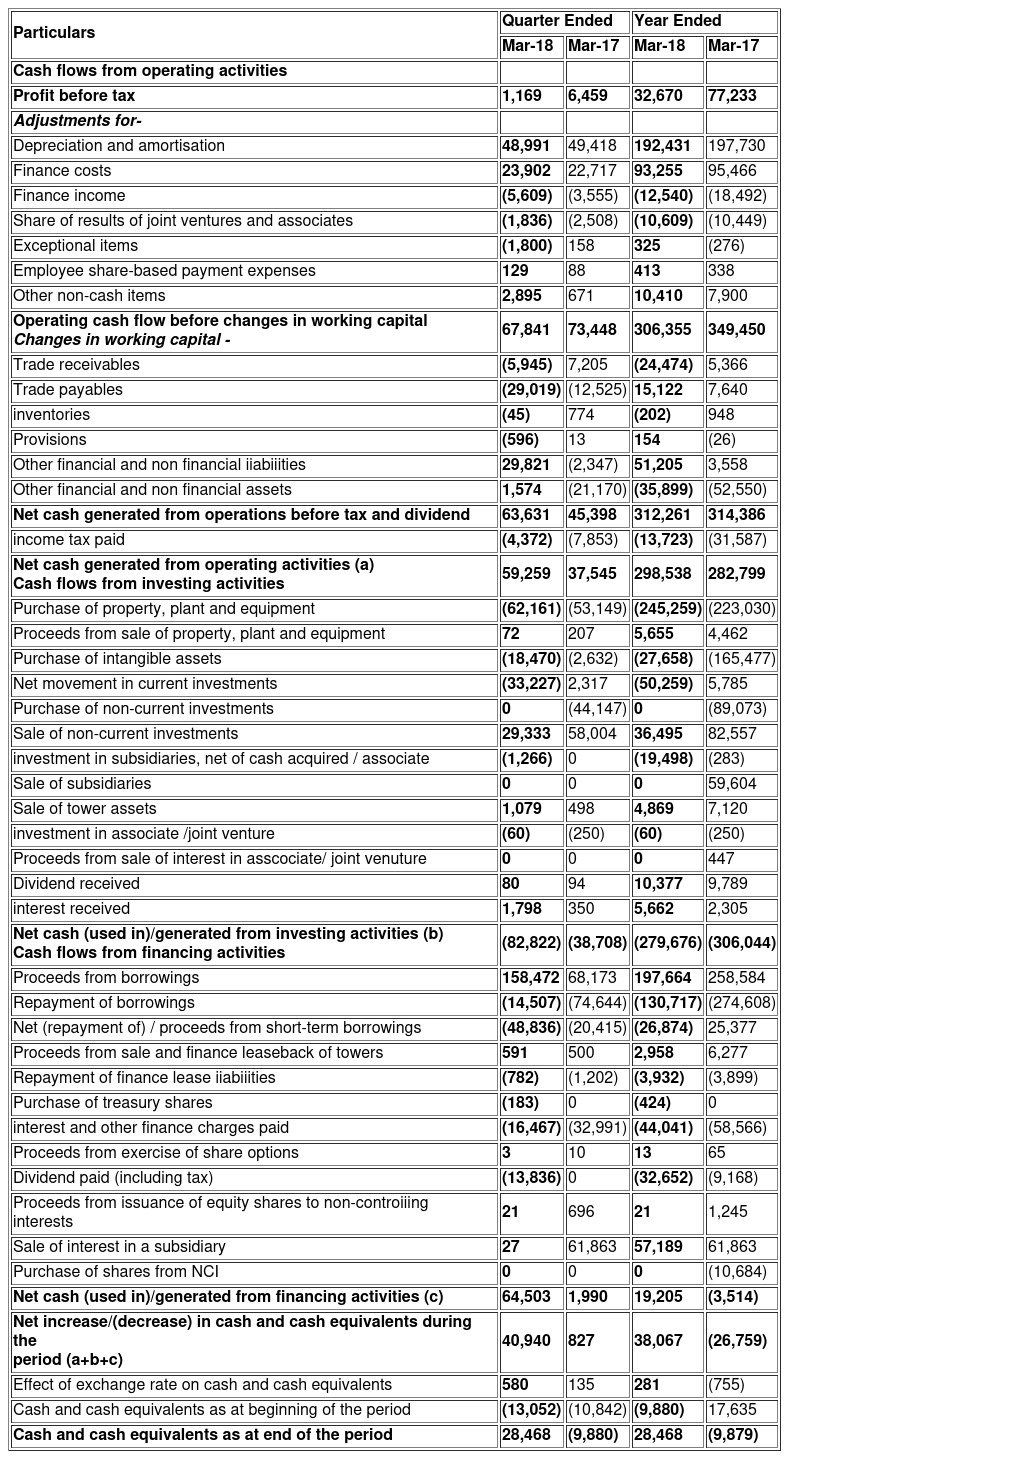 Particulars Quarter Ended Year Ended
Mar-18 Mar-17 Mar-18 Mar-17
Cash flows from operating activities
Profit before tax 1,169 6,459 32,670 77,233
Adjustments for-
Depreciation and amortisation 48,991 49,418 192,431 197,730
Finance costs 23,902 22,717 93,255 95,466
Finance income (5,609) (3,555) (12,540) (18,492)
Share of results of joint ventures and associates (1,836) (2,508) (10,609) (10,449)
Exceptional items (1,800) 158 325 (276)
Employee share-based payment expenses 129 88 413 338
Other non-cash items 2,895 671 10,410 7,900
Operating cash flow before changes in working capital
Changes in working capital - 67,841 73,448 306,355 349,450
Trade receivables (5,945) 7,205 (24,474) 5,366
Trade payables (29,019) (12,525) 15,122 7,640
inventories (45) 774 (202) 948
Provisions (596) 13 154 (26)
Other financial and non financial iiabiiities 29,821 (2,347) 51,205 3,558
Other financial and non financial assets 1,574 (21,170) (35,899) (52,550)
Net cash generated from operations before tax and dividend 63,631 45,398 312,261 314,386
income tax paid (4,372) (7,853) (13,723) (31,587)
Net cash generated from operating activities (a)
Cash flows from investing activities 59,259 37,545 298,538 282,799
Purchase of property, plant and equipment (62,161) (53,149) (245,259) (223,030)
Proceeds from sale of property, plant and equipment 72 207 5,655 4,462
Purchase of intangible assets (18,470) (2,632) (27,658) (165,477)
Net movement in current investments (33,227) 2,317 (50,259) 5,785
Purchase of non-current investments 0 (44,147) 0 (89,073)
Sale of non-current investments 29,333 58,004 36,495 82,557
investment in subsidiaries, net of cash acquired / associate (1,266) 0 (19,498) (283)
Sale of subsidiaries 0 0 0 59,604
Sale of tower assets 1,079 498 4,869 7,120
investment in associate /joint venture (60) (250) (60) (250)
Proceeds from sale of interest in asscociate/ joint venuture 0 0 0 447
Dividend received 80 94 10,377 9,789
interest received 1,798 350 5,662 2,305
Net cash (used in)/generated from investing activities (b)
Cash flows from financing activities (82,822) (38,708) (279,676) (306,044)
Proceeds from borrowings 158,472 68,173 197,664 258,584
Repayment of borrowings (14,507) (74,644) (130,717) (274,608)
Net (repayment of) / proceeds from short-term borrowings (48,836) (20,415) (26,874) 25,377
Proceeds from sale and finance leaseback of towers 591 500 2,958 6,277
Repayment of finance lease iiabiiities (782) (1,202) (3,932) (3,899)
Purchase of treasury shares (183) 0 (424) 0
interest and other finance charges paid (16,467) (32,991) (44,041) (58,566)
Proceeds from exercise of share options 3 10 13 65
Dividend paid (including tax) (13,836) 0 (32,652) (9,168)
Proceeds from issuance of equity shares to non-controiiing
interests 21 696 21 1,245
Sale of interest in a subsidiary 27 61,863 57,189 61,863
Purchase of shares from NCI 0 0 0 (10,684)
Net cash (used in)/generated from financing activities (c) 64,503 1,990 19,205 (3,514)
Net increase/(decrease) in cash and cash equivalents during
the 40,940 827 38,067 (26,759)
period (a+b+c)
Effect of exchange rate on cash and cash equivalents 580 135 281 (755)
Cash and cash equivalents as at beginning of the period (13,052) (10,842) (9,880) 17,635
Cash and cash equivalents as at end of the period 28,468 (9,880) 28,468 (9,879)